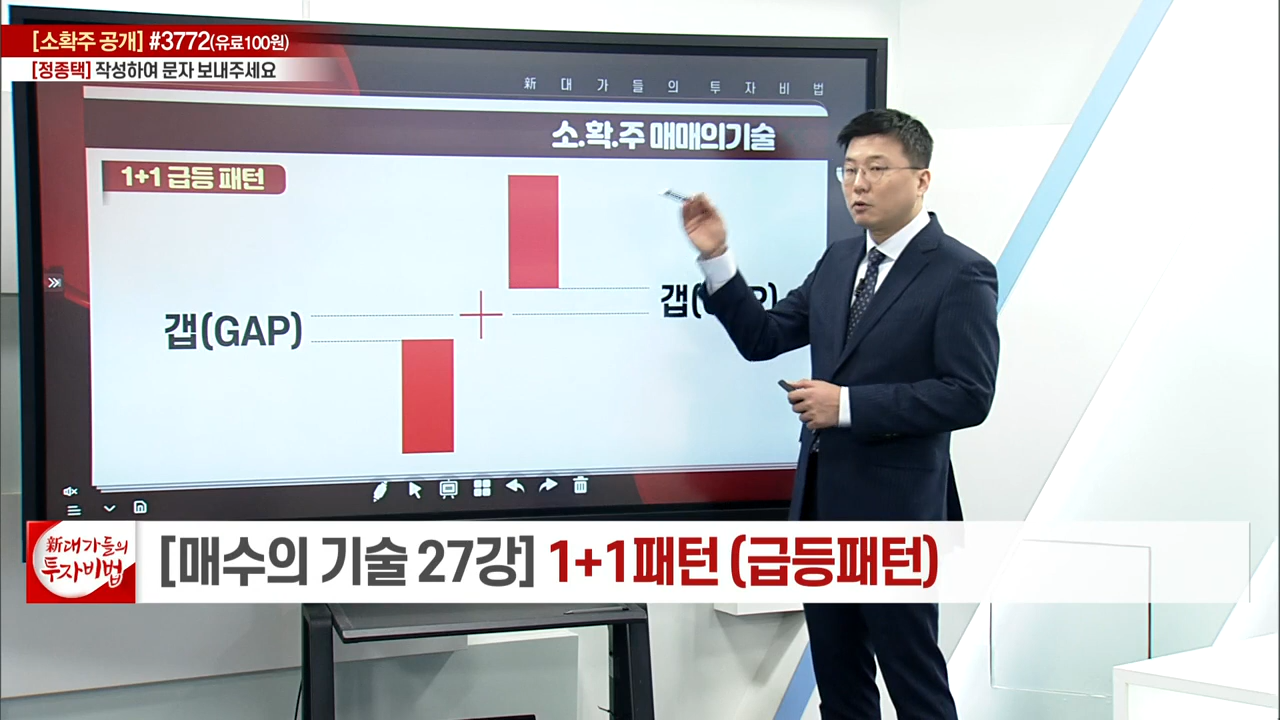 [소확주 공개] #3772(유료100원)
[정종택] 작성하여 문자 보내주세요
新 대가들의 투자비법
소.확.주 매매의기술
1+1 급등 패턴
갭(GAP)
갭(
P)
新대가들의
투자비법
[매수의 기술 27강] 1+1패턴 (급등패턴)